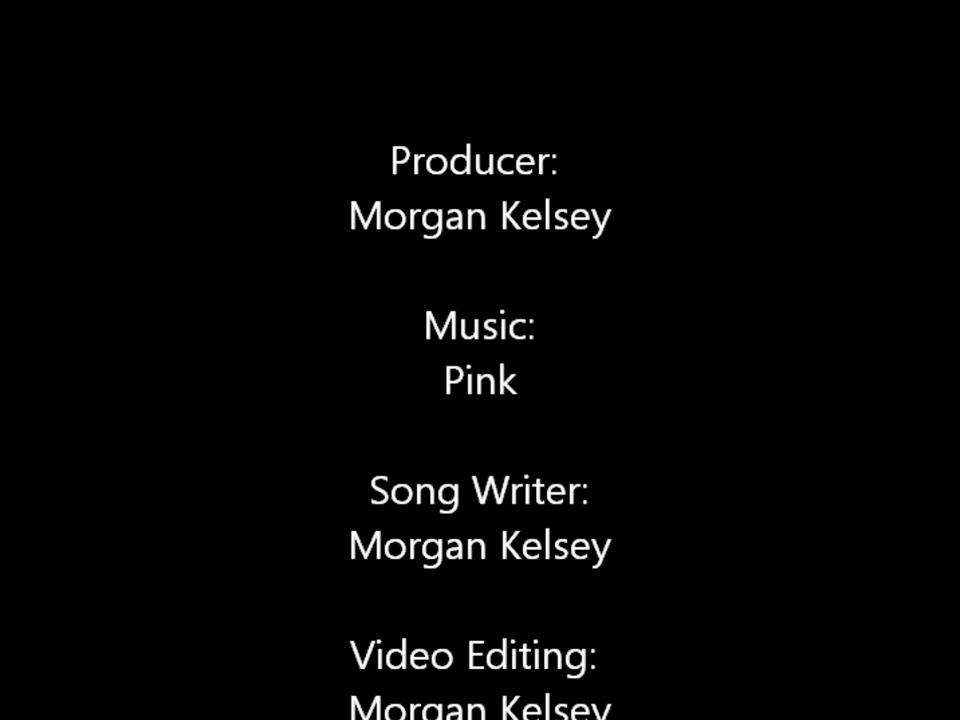 Producer:
Morgan Kelsey
Music:
Pink
Song Writer:
Morgan Kelsey
Video Editing:
Morgan Kelsey